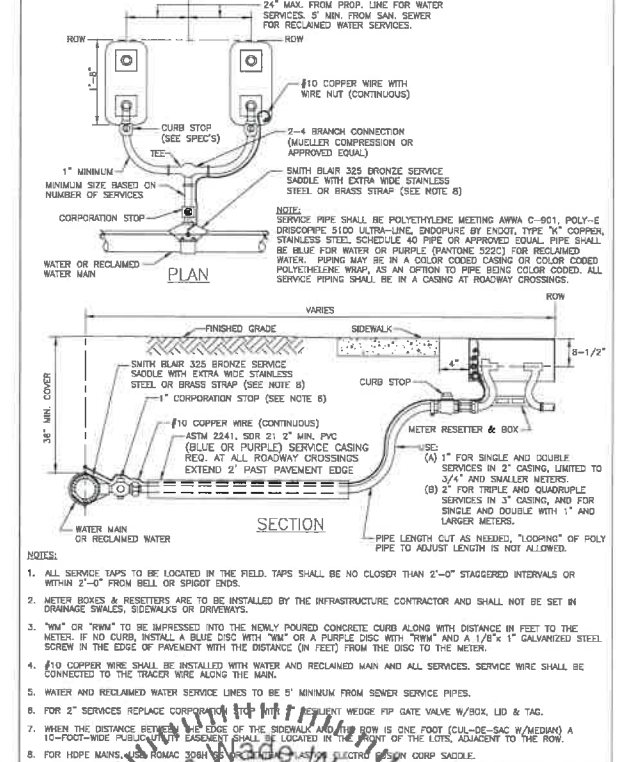 24" MAX. FROM PROP. LINE FOR WATER
SERVICES. 5' MIN. FROM SAN. SEWER
FOR RECLAIMED WATER SERVICES.
ROW
ROW
1'-8"
#10 COPPER WIRE WITH
WIRE NUT (CONTINUOUS)
CURB STOP
(SEE SPEC'S)
TEE
2-4 BRANCH CONNECTION
(MUELLER COMPRESSION OR
APPROVED EQUAL)
1" MINIMUM
MINIMUM SIZE BASED ON
NUMBER OF SERVICES
SMITH BLAIR 325 BRONZE SERVICE
SADDLE WITH EXTRA WIDE STAINLESS
STEEL OR BRASS STRAP (SEE NOTE 8)
CORPORATION STOP
WATER OR RECLAIMED
WATER MAIN
PLAN
NOTE:
SERVICE PIPE SHALL BE POLYETHYLENE MEETING AWWA C-901, POLY-E
DRISCOPIPE 5100 ULTRA-LINE, ENDOPURE BY ENDOT, TYPE "K" COPPER,
STAINLESS STEEL SCHEDULE 40 PIPE OR APPROVED EQUAL. PIPE SHALL
BE BLUE FOR WATER OR PURPLE (PANTONE 522C) FOR RECLAIMED
WATER. PIPING MAY BE IN A COLOR CODED CASING OR COLOR CODED
POLYETHELENE WRAP, AS AN OPTION TO PIPE BEING COLOR CODED. ALL
SERVICE PIPING SHALL BE IN A CASING AT ROADWAY CROSSINGS.
ROW
VARIES
FINISHED GRADE
SIDEWALK
8-1/2"
4"
36" MIN. COVER
SMITH BLAIR 325 BRONZE SERVICE
SADDLE WITH EXTRA WIDE STAINLESS
STEEL OR BRASS STRAP (SEE NOTE 8)
CURB STOP
1" CORPORATION STOP (SEE NOTE 6)
#10 COPPER WIRE (CONTINUOUS)
ASTM 2241, SDR 21 2" MIN. PVC
(BLUE OR PURPLE) SERVICE CASING
REQ. AT ALL ROADWAY CROSSINGS
EXTEND 2' PAST PAVEMENT EDGE
METER RESETTER & BOX
USE:
(A) 1" FOR SINGLE AND DOUBLE
SERVICES IN 2" CASING, LIMITED TO
3/4" AND SMALLER METERS.
(B) 2" FOR TRIPLE AND QUADRUPLE
SERVICES IN 3" CASING, AND FOR
SINGLE AND DOUBLE WITH 1" AND
LARGER METERS.
WATER MAIN
OR RECLAIMED WATER
SECTION
PIPE LENGTH CUT AS NEEDED, "LOOPING" OF POLY
PIPE TO ADJUST LENGTH IS NOT ALLOWED.
NOTES:
1. ALL SERVICE TAPS TO BE LOCATED IN THE FIELD. TAPS SHALL BE NO CLOSER THAN 2'-0" STAGGERED INTERVALS OR
WITHIN 2'-0" FROM BELL OR SPIGOT ENDS.
2. METER BOXES & RESETTERS ARE TO BE INSTALLED BY THE INFRASTRUCTURE CONTRACTOR AND SHALL NOT BE SET IN
DRAINAGE SWALES, SIDEWALKS OR DRIVEWAYS.
3. "WM" OR "RWM" TO BE IMPRESSED INTO THE NEWLY POURED CONCRETE CURB ALONG WITH DISTANCE IN FEET TO THE
METER. IF NO CURB, INSTALL A BLUE DISC WITH "WM" OR A PURPLE DISC WITH "RWM" AND A 1/8"x 1" GALVANIZED STEEL
SCREW IN THE EDGE OF PAVEMENT WITH THE DISTANCE (IN FEET) FROM THE DISC TO THE METER.
4. #10 COPPER WIRE SHALL BE INSTALLED WITH WATER AND RECLAIMED MAIN AND ALL SERVICES. SERVICE WIRE SHALL BE
CONNECTED TO THE TRACER WIRE ALONG THE MAIN.
5. WATER AND RECLAIMED WATER SERVICE LINES TO BE 5' MINIMUM FROM SEWER SERVICE PIPES.
6. FOR 2" SERVICES REPLACE CORPORATION STOP WITH RESILIENT WEDGE FIP GATE VALVE W/BOX, LID & TAG.
7. WHEN THE DISTANCE BETWEEN THE EDGE OF THE SIDEWALK AND THE ROW IS ONE FOOT (CUL-DE-SAC W/MEDIAN) A
10-FOOT-WIDE PUBLIC UTILITY EASEMENT SHALL BE LOCATED IN THE FRONT OF THE LOTS, ADJACENT TO THE ROW.
8. FOR HDPE MAINS, USE ROMAC 306H OR CENTRAL PLASTICS ELECTRO FUSION CORP SADDLE.
Wade